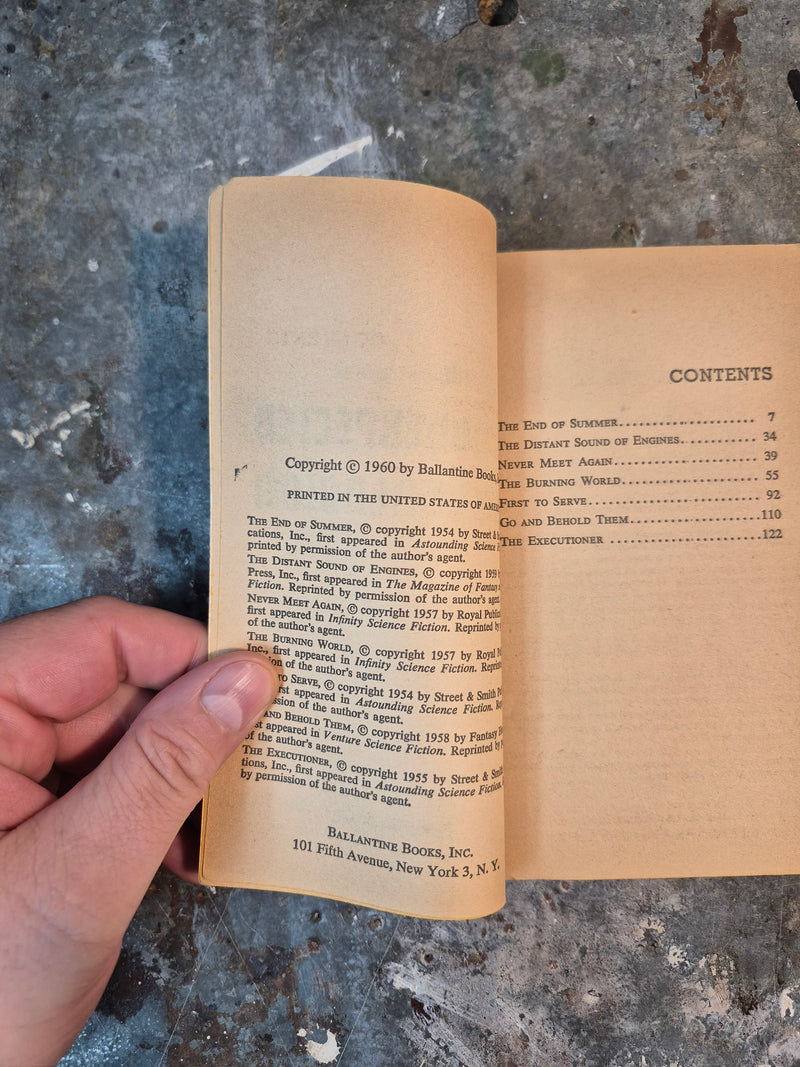 Copyright © 1960 by Ballantine Books,
PRINTED IN THE UNITED STATES OF
THE END OF SUMMER, © copyright 1954 by Street &
cations, Inc., first appeared in Astounding Science
printed by permission of the author's agent.
THE DISTANT SOUND OF ENGINES, © copyright 1959
Press, Inc., first appeared in The Magazine of Fantasy
Fiction. Reprinted by permission of the author's agent
NEVER MEET AGAIN, © copyright 1957 by Royal
first appeared in Infinity Science Fiction. Reprinted
of the author's agent.
THE BURNING WORLD, © copyright 1957 by Royal
Inc., first appeared in Infinity Science Fiction.
of the author's agent.
SERVE, © copyright 1954 by Street & Smith
appeared in Astounding Science Fiction.
of the author's agent.
AND BEHOLD THEM, © copyright 1958 by Fantasy
appeared in Venture Science Fiction. Reprinted
of the author's agent.
THE EXECUTIONER, © copyright 1955 by Street &
tions, Inc., first appeared in Astounding Science Fiction.
by permission of the author's agent.
BALLANTINE BOOKS, INC.
101 Fifth Avenue, New York 3, N. Y.
CONTENTS
THE END OF SUMMER 7
THE DISTANT SOUND OF ENGINES 34
NEVER MEET AGAIN 39
THE BURNING WORLD 55
FIRST TO SERVE 92
GO AND BEHOLD THEM 110
THE EXECUTIONER 122